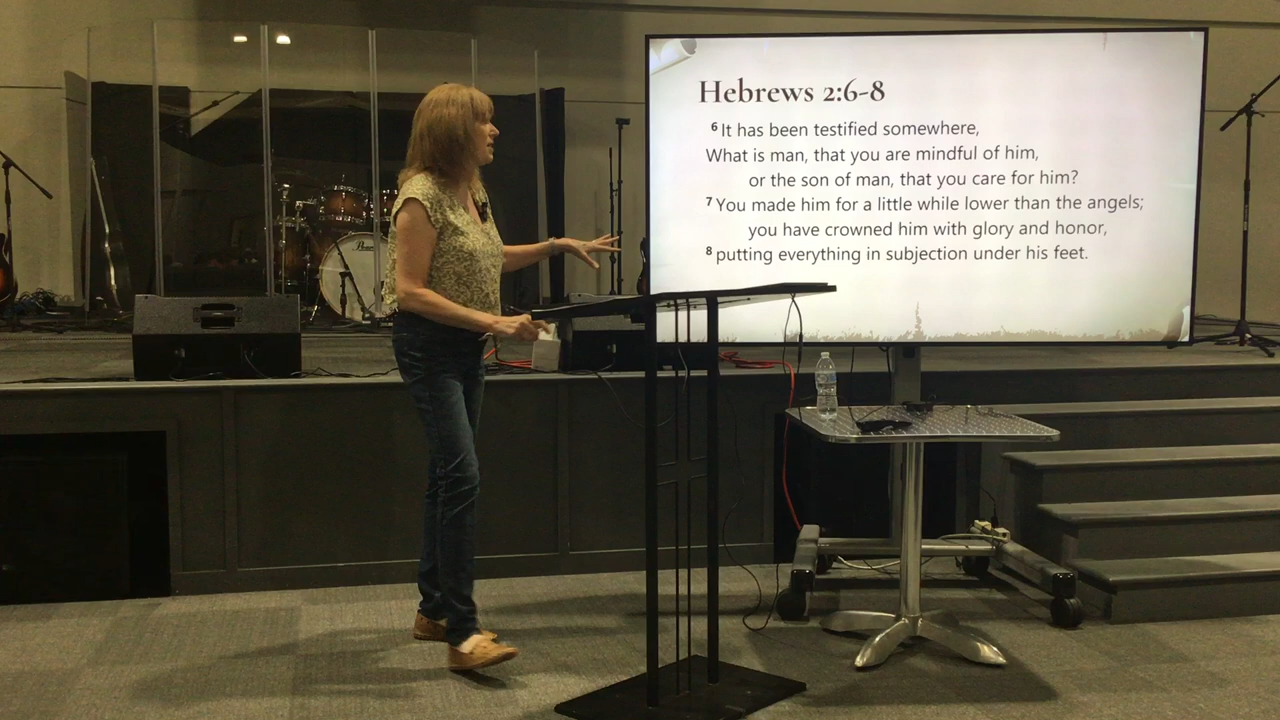 Hebrews 2:6-8
6 It has been testified somewhere,
What is man, that you are mindful of him,
or the son of man, that you care for him?
7 You made him for a little while lower than the angels;
you have crowned him with glory and honor,
8 putting everything in subjection under his feet.
Pearl